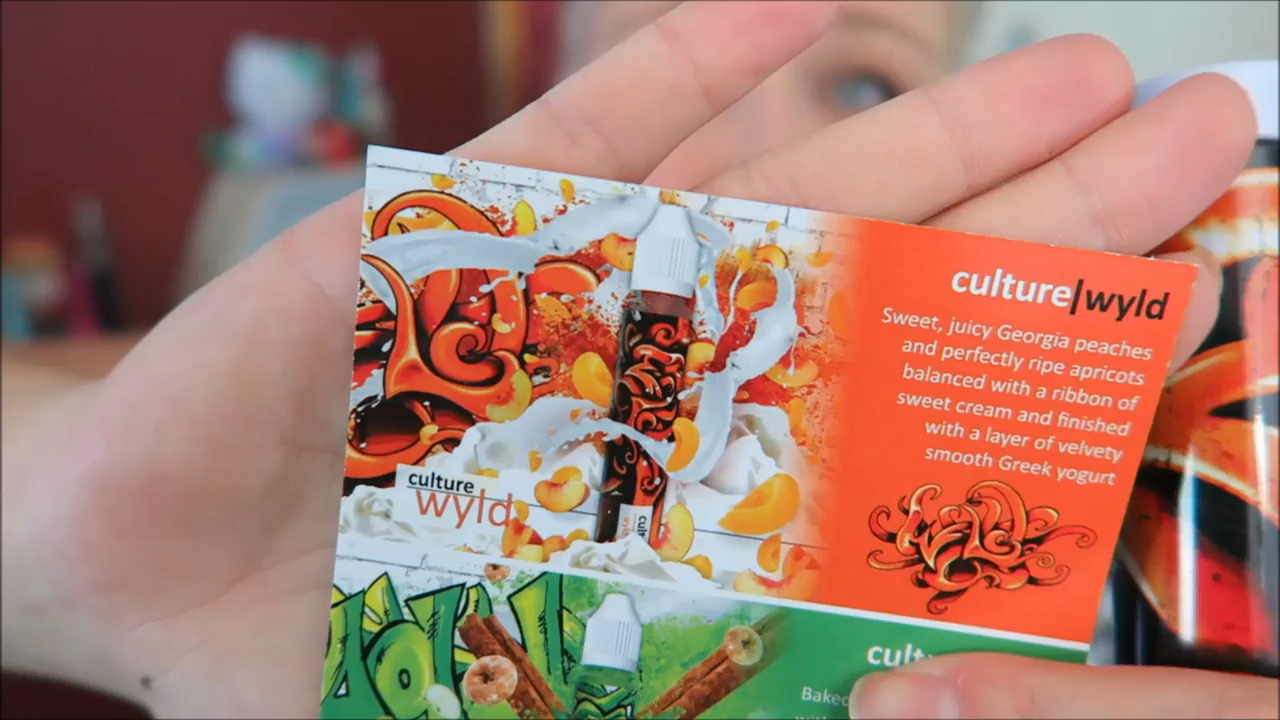 culture|wyld
Sweet, juicy Georgia peaches
and perfectly ripe apricots
balanced with a ribbon of
sweet cream and finished
with a layer of velvety
smooth Greek yogurt
culture
wyld
Baked